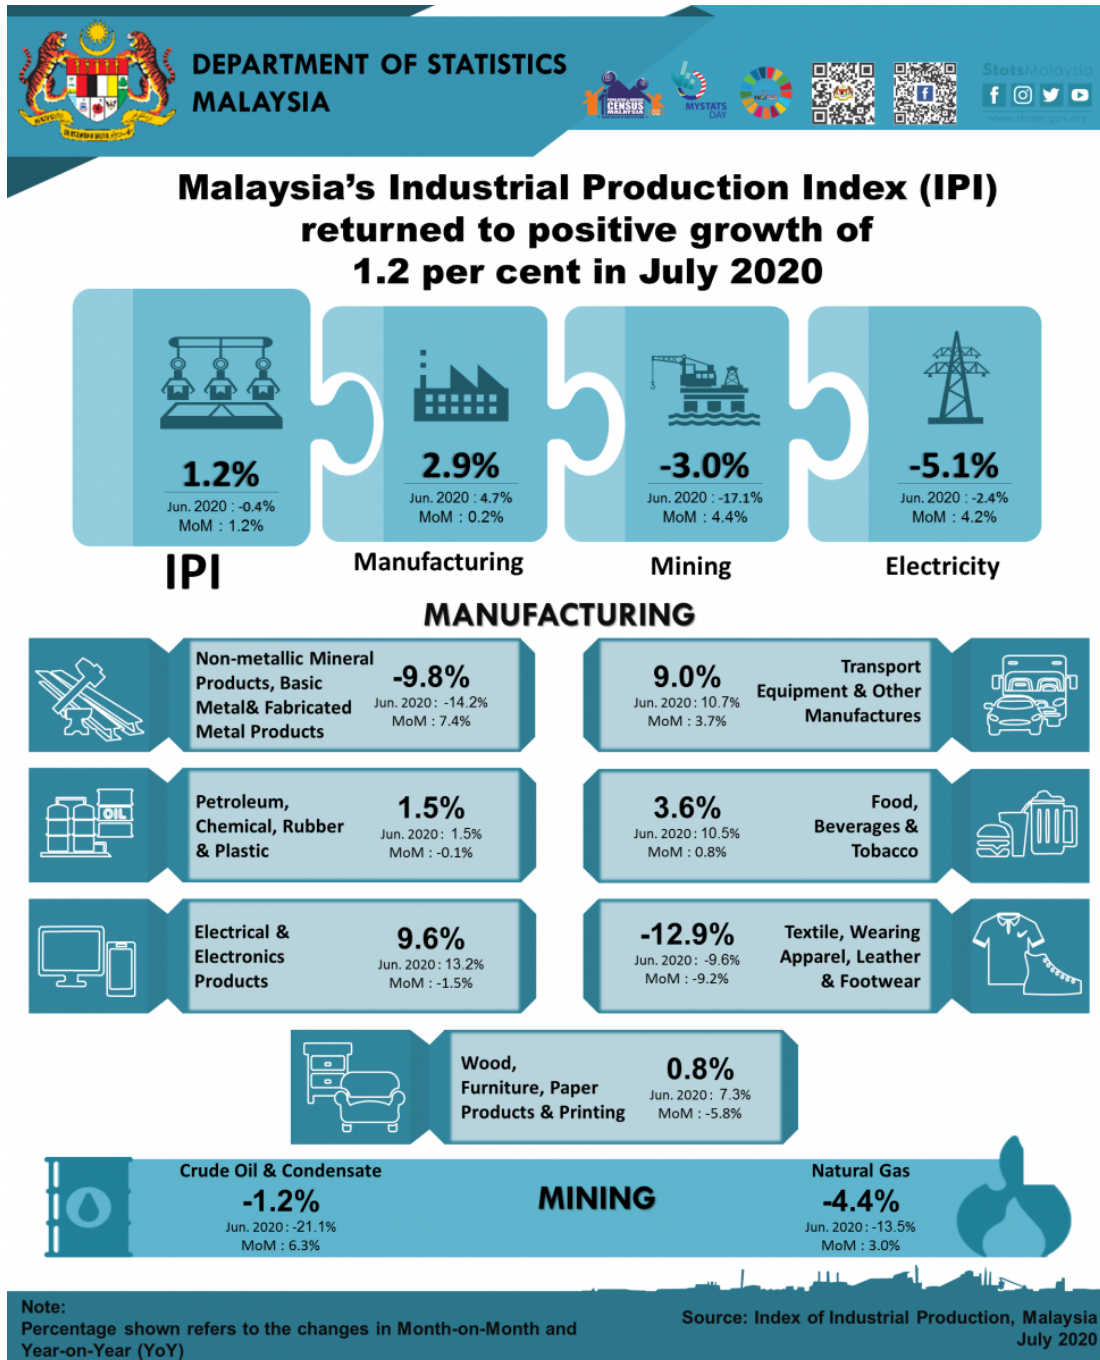 DEPARTMENT OF STATISTICS
MALAYSIA
CENSUS
MALAYSIA
MYSTATS
DAY
StatsMalaysia
www.dosm.gov.my
Malaysia's Industrial Production Index (IPI)
returned to positive growth of
1.2 per cent in July 2020
1.2%
Jun. 2020 : -0.4%
MoM : 1.2%
IPI
2.9%
Jun. 2020 : 4.7%
MoM : 0.2%
Manufacturing
-3.0%
Jun. 2020 : -17.1%
MoM : 4.4%
Mining
-5.1%
Jun. 2020 : -2.4%
MoM : 4.2%
Electricity
MANUFACTURING
Non-metallic Mineral
Products, Basic
Metal& Fabricated
Metal Products
-9.8%
Jun. 2020 : -14.2%
MoM : 7.4%
9.0%
Jun. 2020 : 10.7%
MoM : 3.7%
Transport
Equipment & Other
Manufactures
OIL
Petroleum,
Chemical, Rubber
& Plastic
1.5%
Jun. 2020 : 1.5%
MoM : -0.1%
3.6%
Jun. 2020 : 10.5%
MoM : 0.8%
Food,
Beverages &
Tobacco
Electrical &
Electronics
Products
9.6%
Jun. 2020 : 13.2%
MoM : -1.5%
-12.9%
Jun. 2020 : -9.6%
MoM : -9.2%
Textile, Wearing
Apparel, Leather
& Footwear
Wood,
Furniture, Paper
Products & Printing
0.8%
Jun. 2020 : 7.3%
MoM : -5.8%
Crude Oil & Condensate
-1.2%
Jun. 2020 : -21.1%
MoM : 6.3%
MINING
Natural Gas
-4.4%
Jun. 2020 : -13.5%
MoM : 3.0%
Note:
Percentage shown refers to the changes in Month-on-Month and
Year-on-Year (YoY)
Source: Index of Industrial Production, Malaysia
July 2020